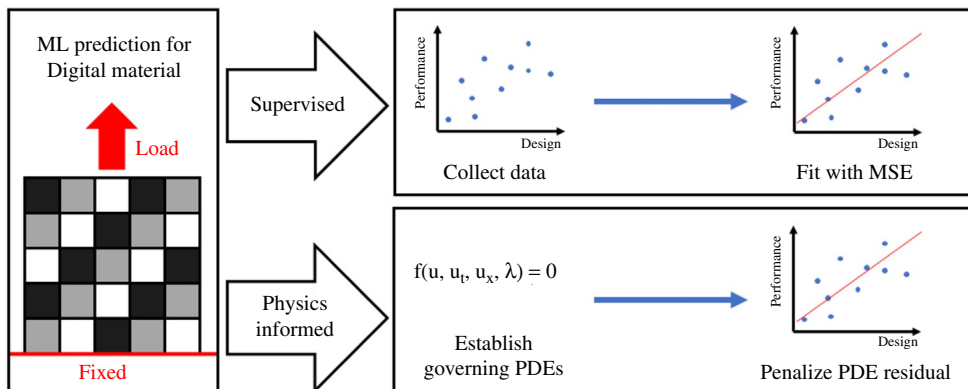 ML prediction for
Digital material
Load
Fixed
Supervised
Performance
Design
Collect data
Performance
Design
Fit with MSE
Physics
informed
f(u, uₜ, uₓ, λ) = 0
Establish
governing PDEs
Performance
Design
Penalize PDE residual